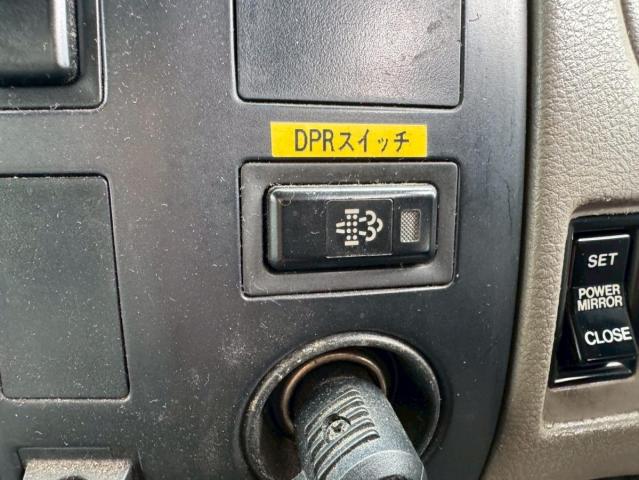 DPRスイッチ
SET
POWER
MIRROR
CLOSE